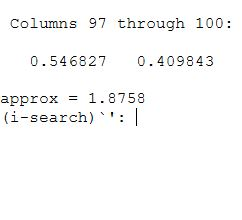 Columns 97 through 100:
0.546827 0.409843
approx = 1.8758
(i-search)`':